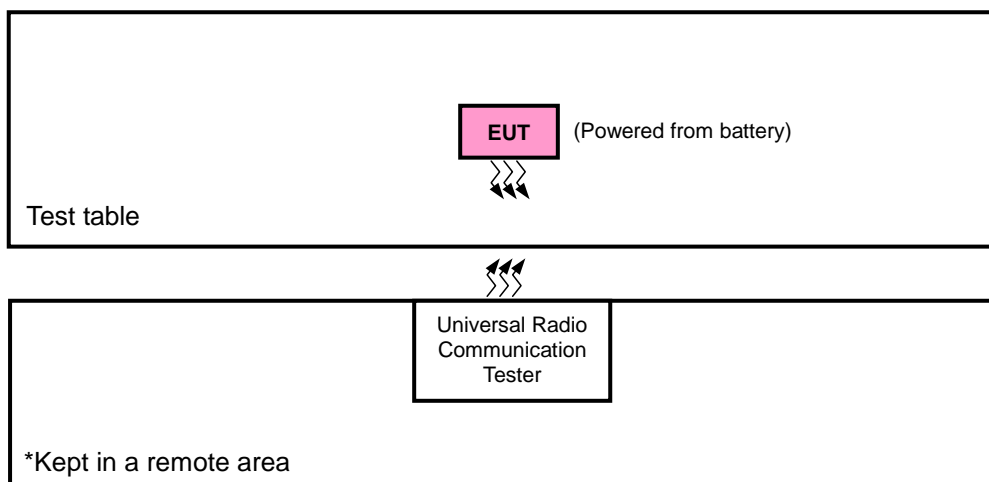 EUT
(Powered from battery)
Test table
Universal Radio
Communication
Tester
*Kept in a remote area